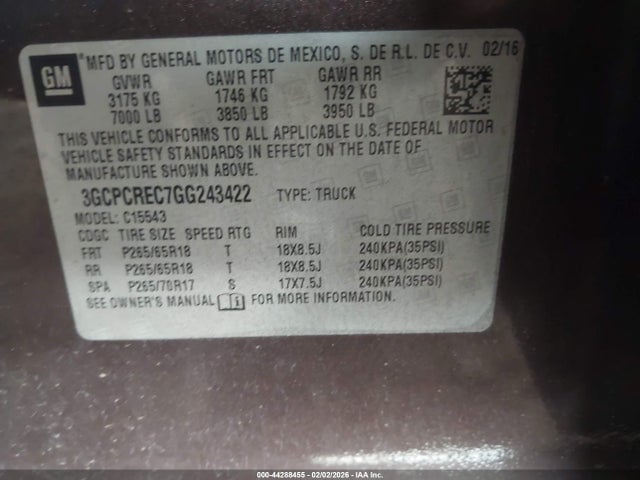 GM
MFD BY GENERAL MOTORS DE MEXICO, S. DE R.L. DE C.V. 02/16
GVWR GAWR FRT GAWR RR
3175 KG 1746 KG 1792 KG
7000 LB 3850 LB 3950 LB
THIS VEHICLE CONFORMS TO ALL APPLICABLE U.S. FEDERAL MOTOR
VEHICLE SAFETY STANDARDS IN EFFECT ON THE DATE OF
MANUFACTURE SHOWN ABOVE.
3GCPCREC7GG243422 TYPE: TRUCK
MODEL: C15543
CDGC TIRE SIZE SPEED RTG RIM COLD TIRE PRESSURE
FRT P265/65R18 T 18X8.5J 240KPA(35PSI)
RR P265/65R18 T 18X8.5J 240KPA(35PSI)
SPA P265/70R17 S 17X7.5J 240KPA(35PSI)
SEE OWNER'S MANUAL FOR MORE INFORMATION.
000-44288455 - 02/02/2026 - IAA Inc.